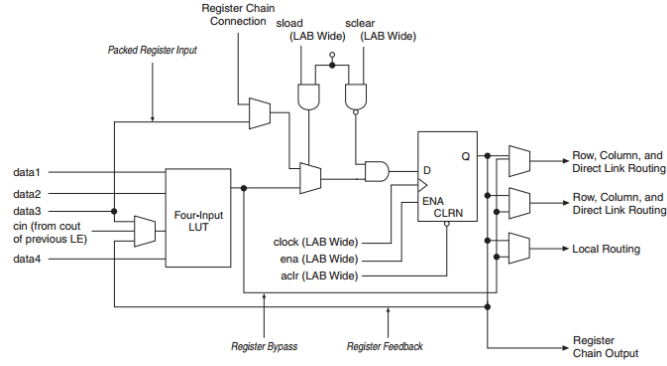 Register Chain
Connection
sload
(LAB Wide)
sclear
(LAB Wide)
Packed Register Input
data1
data2
data3
cin (from cout
of previous LE)
data4
Four-Input
LUT
D
Q
ENA
CLRN
clock (LAB Wide)
ena (LAB Wide)
aclr (LAB Wide)
Row, Column, and
Direct Link Routing
Row, Column, and
Direct Link Routing
Local Routing
Register Bypass
Register Feedback
Register
Chain Output